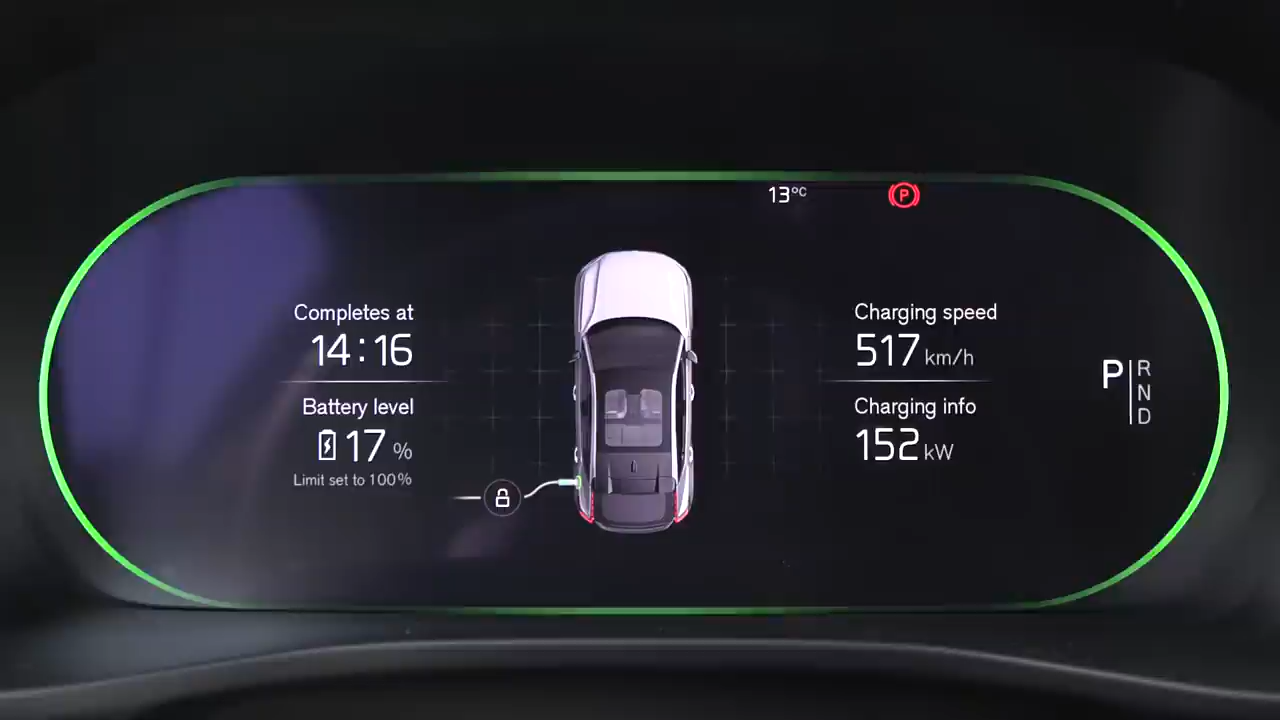 13°C
P
Completes at
14:16
Battery level
17 %
Limit set to 100%
Charging speed
517 km/h
Charging info
152 kW
P R
N
D